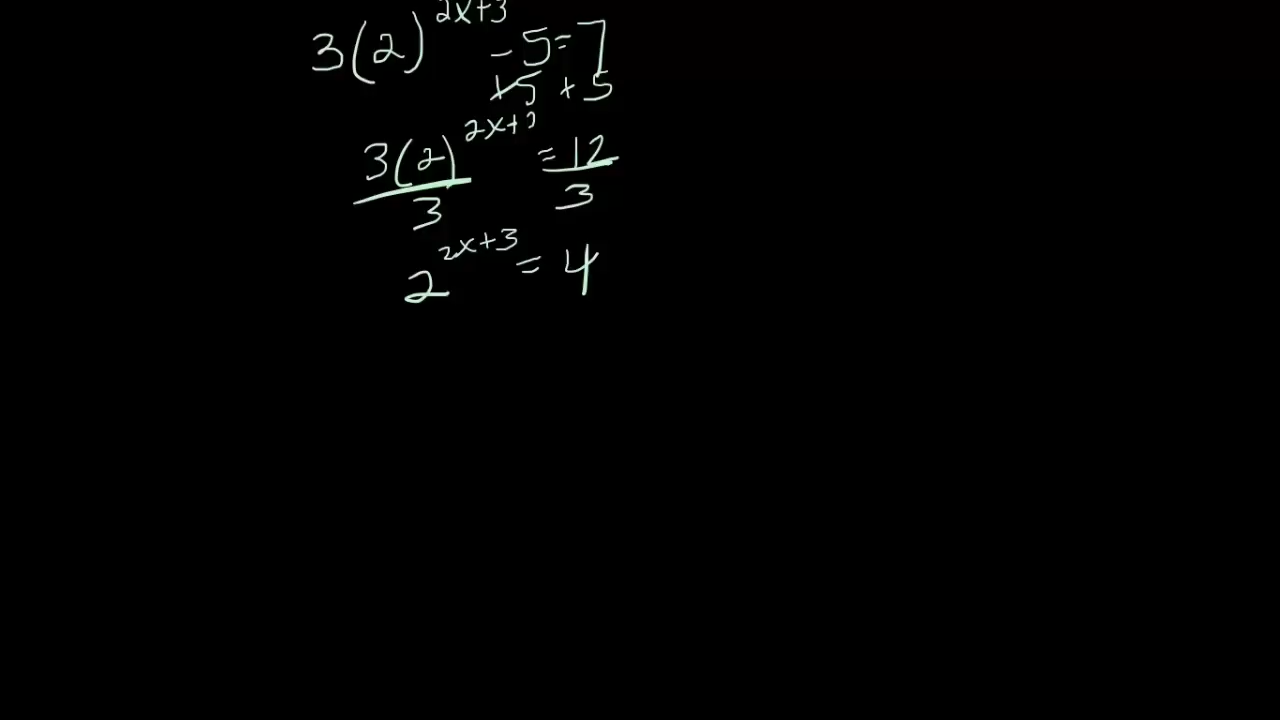 3(2)^{2x+3} - 5 = 7
+5 +5
3(2)^{2x+3} = 12
3 3
2^{2x+3} = 4